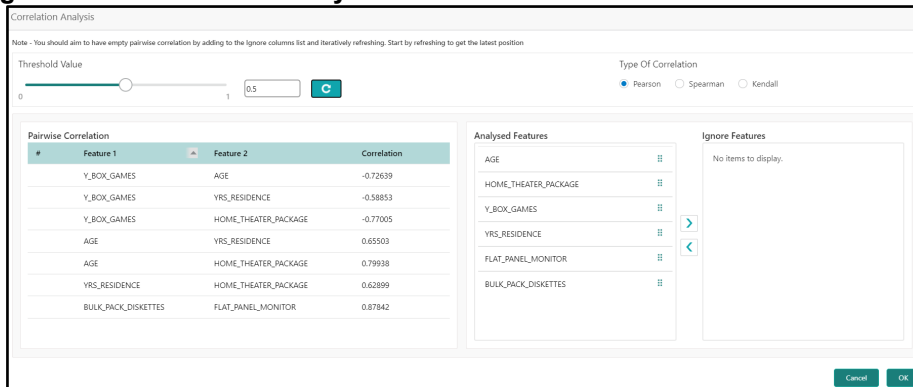 Correlation Analysis
Note - You should aim to have empty pairwise correlation by adding to the Ignore columns list and iteratively refreshing. Start by refreshing to get the latest position
Threshold Value
Type Of Correlation
0 1 0.5
Pearson Spearman Kendall
Pairwise Correlation
# Feature 1 Feature 2 Correlation
Y_BOX_GAMES AGE -0.72639
Y_BOX_GAMES YRS_RESIDENCE -0.58853
Y_BOX_GAMES HOME_THEATER_PACKAGE -0.77005
AGE YRS_RESIDENCE 0.65503
AGE HOME_THEATER_PACKAGE 0.79938
YRS_RESIDENCE HOME_THEATER_PACKAGE 0.62899
BULK_PACK_DISKETTES FLAT_PANEL_MONITOR 0.87842
Analysed Features
AGE
HOME_THEATER_PACKAGE
Y_BOX_GAMES
YRS_RESIDENCE
FLAT_PANEL_MONITOR
BULK_PACK_DISKETTES
Ignore Features
No items to display.
Cancel OK